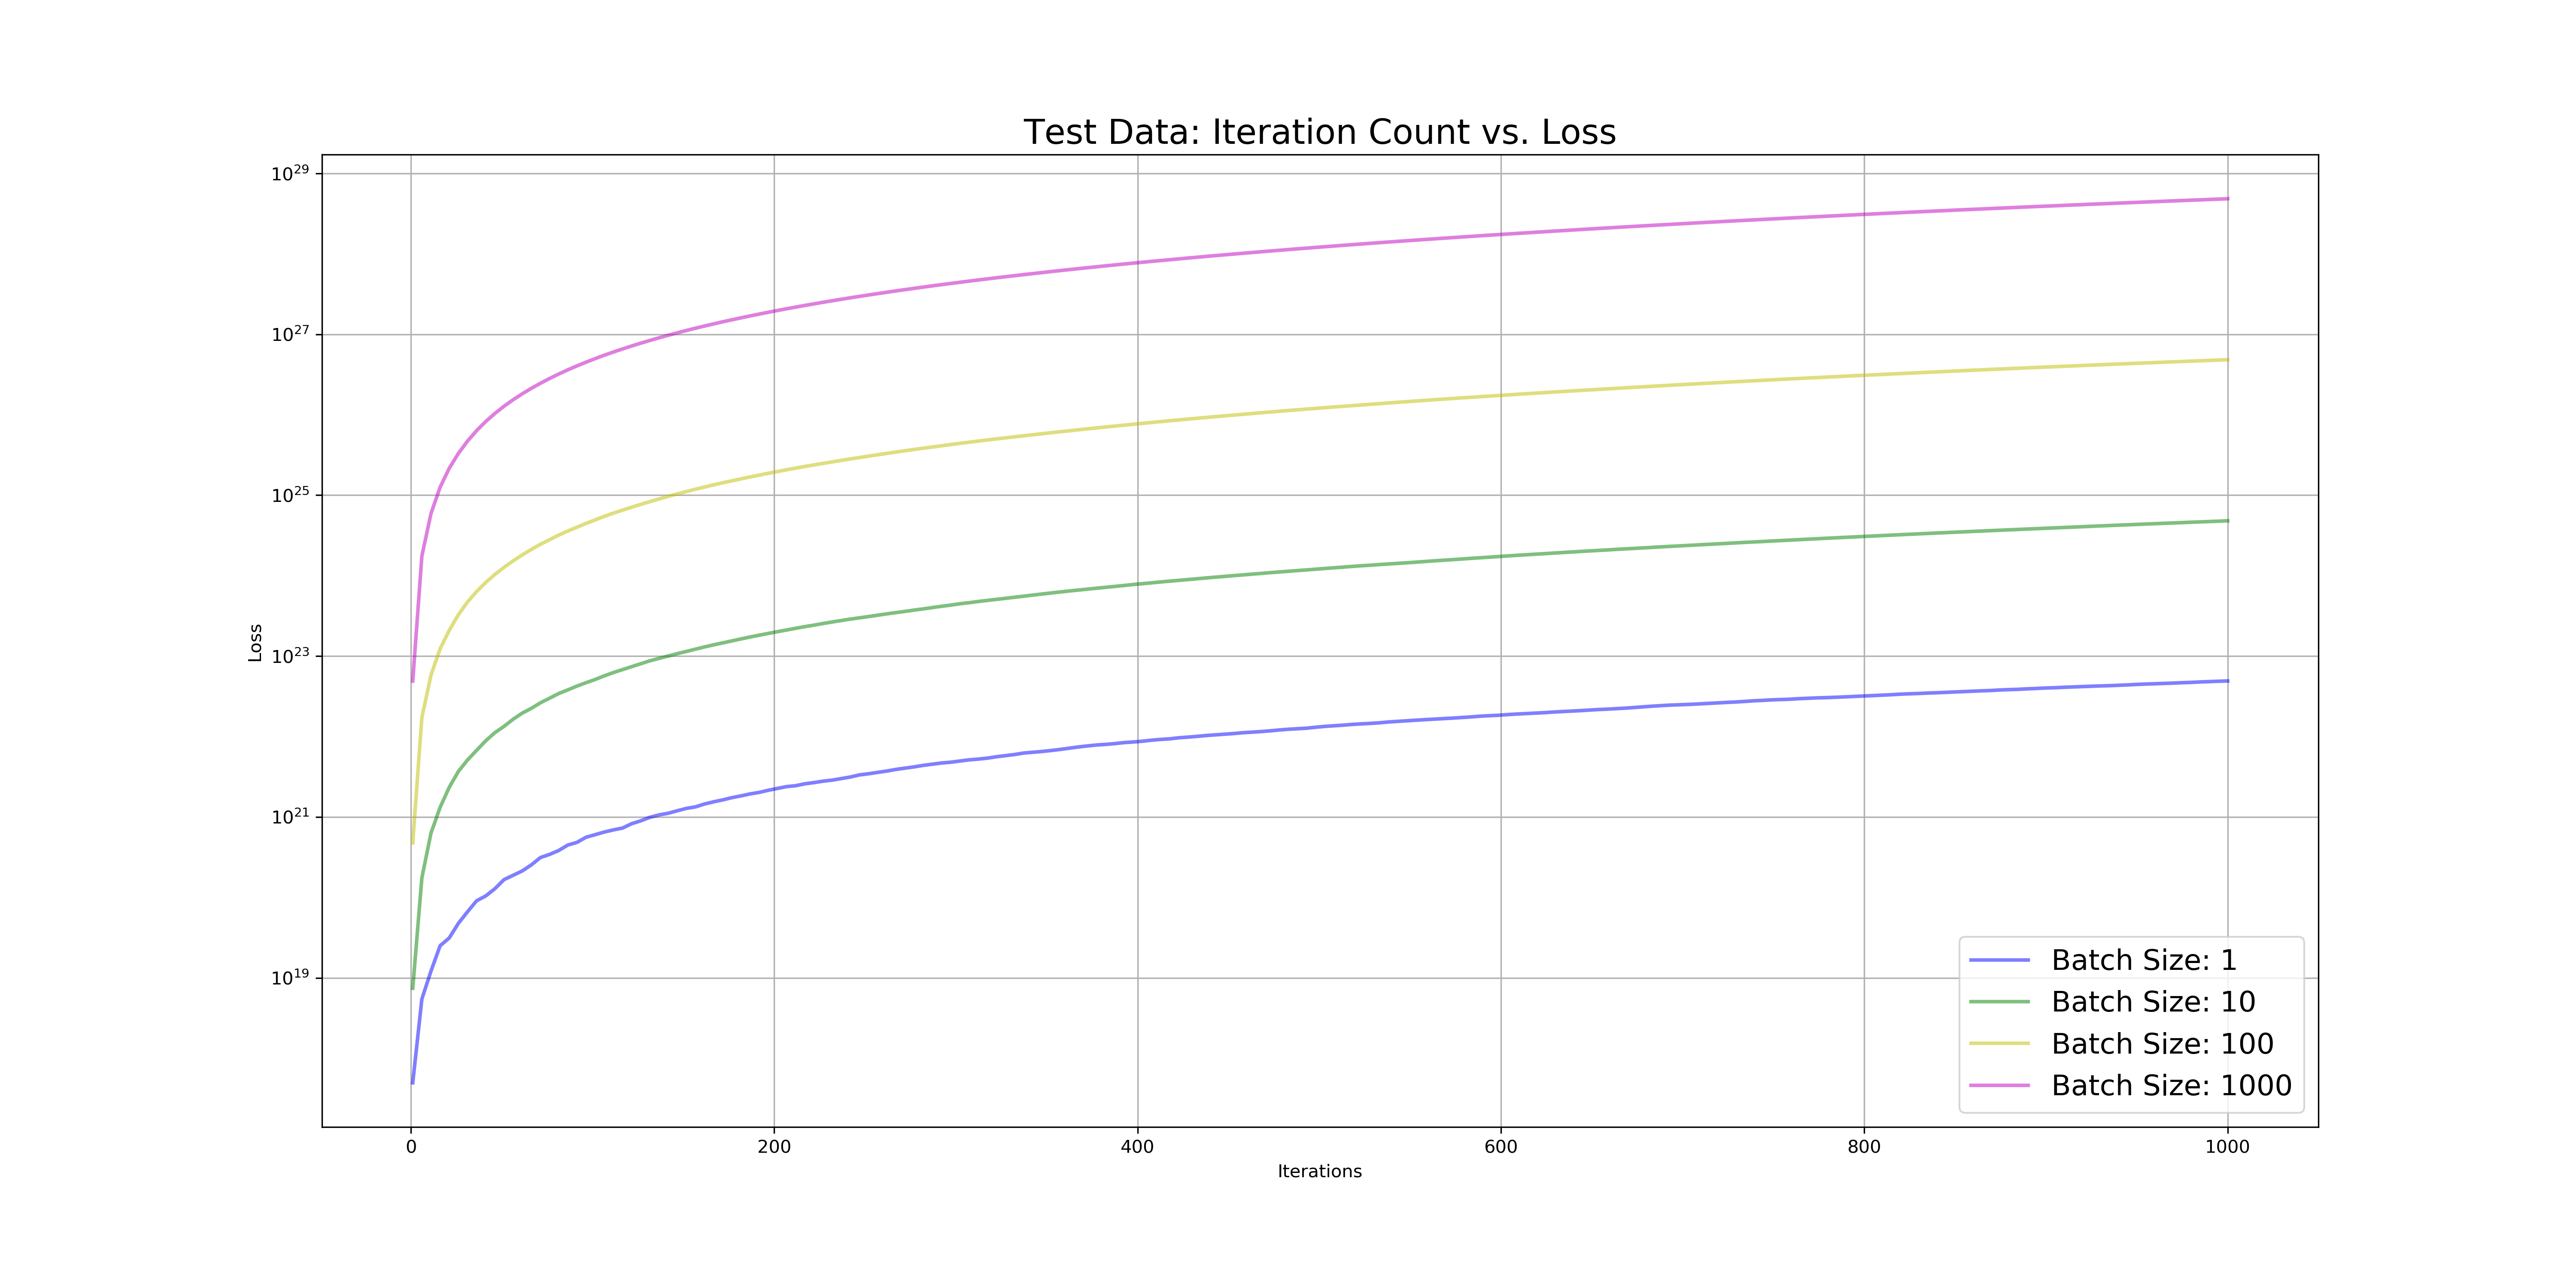 Test Data: Iteration Count vs. Loss
10^29
10^27
10^25
10^23
10^21
10^19
Loss
0 200 400 600 800 1000
Iterations
Batch Size: 1
Batch Size: 10
Batch Size: 100
Batch Size: 1000